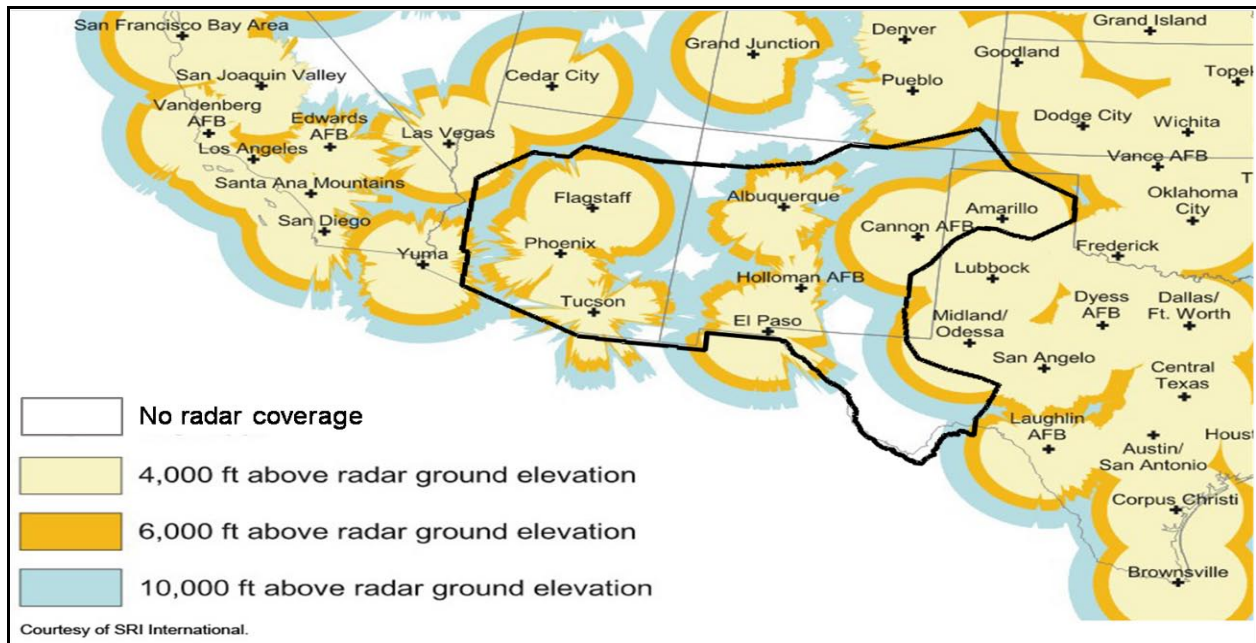 San Francisco Bay Area
San Joaquin Valley
Vandenberg
AFB
Edwards
AFB
Los Angeles
Santa Ana Mountains
San Diego
Las Vegas
Cedar City
Yuma
Grand Junction
Denver
Pueblo
Goodland
Grand Island
Topek
Dodge City
Wichita
Vance AFB
T
Oklahoma
City
Flagstaff
Phoenix
Tucson
Albuquerque
Holloman AFB
El Paso
Cannon AFB
Amarillo
Frederick
Lubbock
Midland/
Odessa
Dyess
AFB
Dallas/
Ft. Worth
San Angelo
Central
Texas
Laughlin
AFB
Austin/
San Antonio
Houst
Corpus Christi
Brownsville
No radar coverage
4,000 ft above radar ground elevation
6,000 ft above radar ground elevation
10,000 ft above radar ground elevation
Courtesy of SRI International.